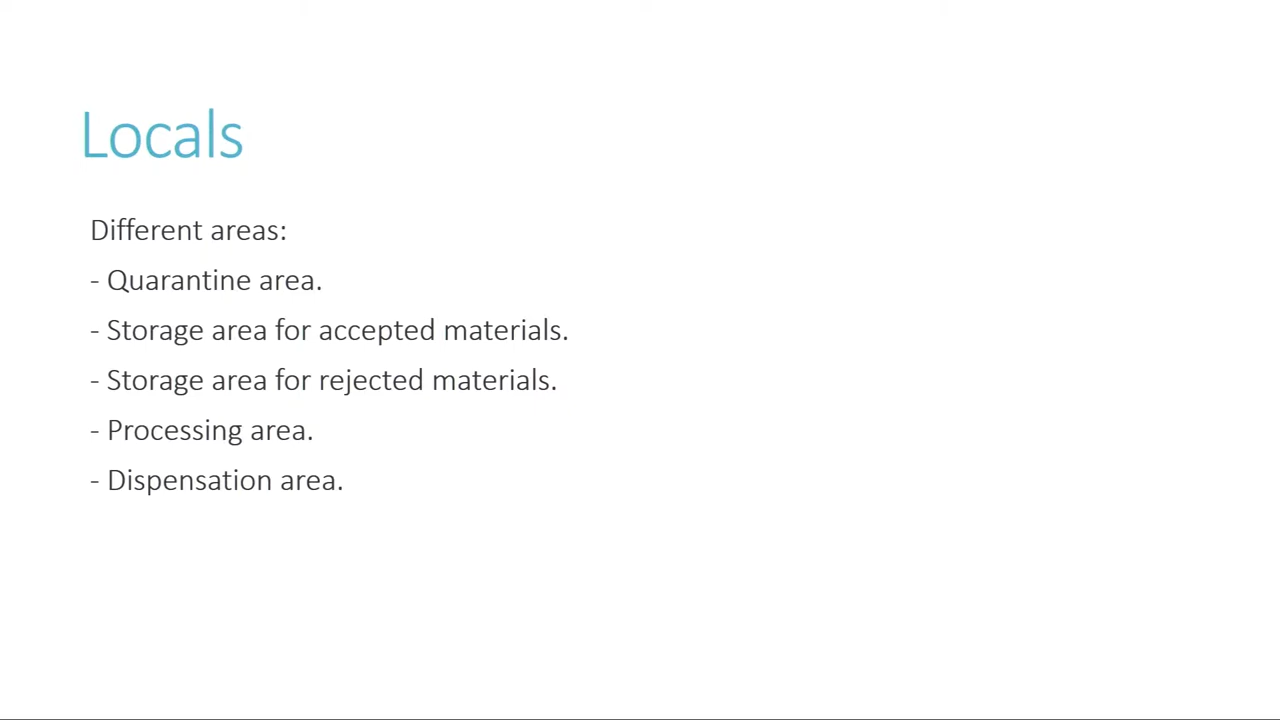 Locals
Different areas:
- Quarantine area.
- Storage area for accepted materials.
- Storage area for rejected materials.
- Processing area.
- Dispensation area.